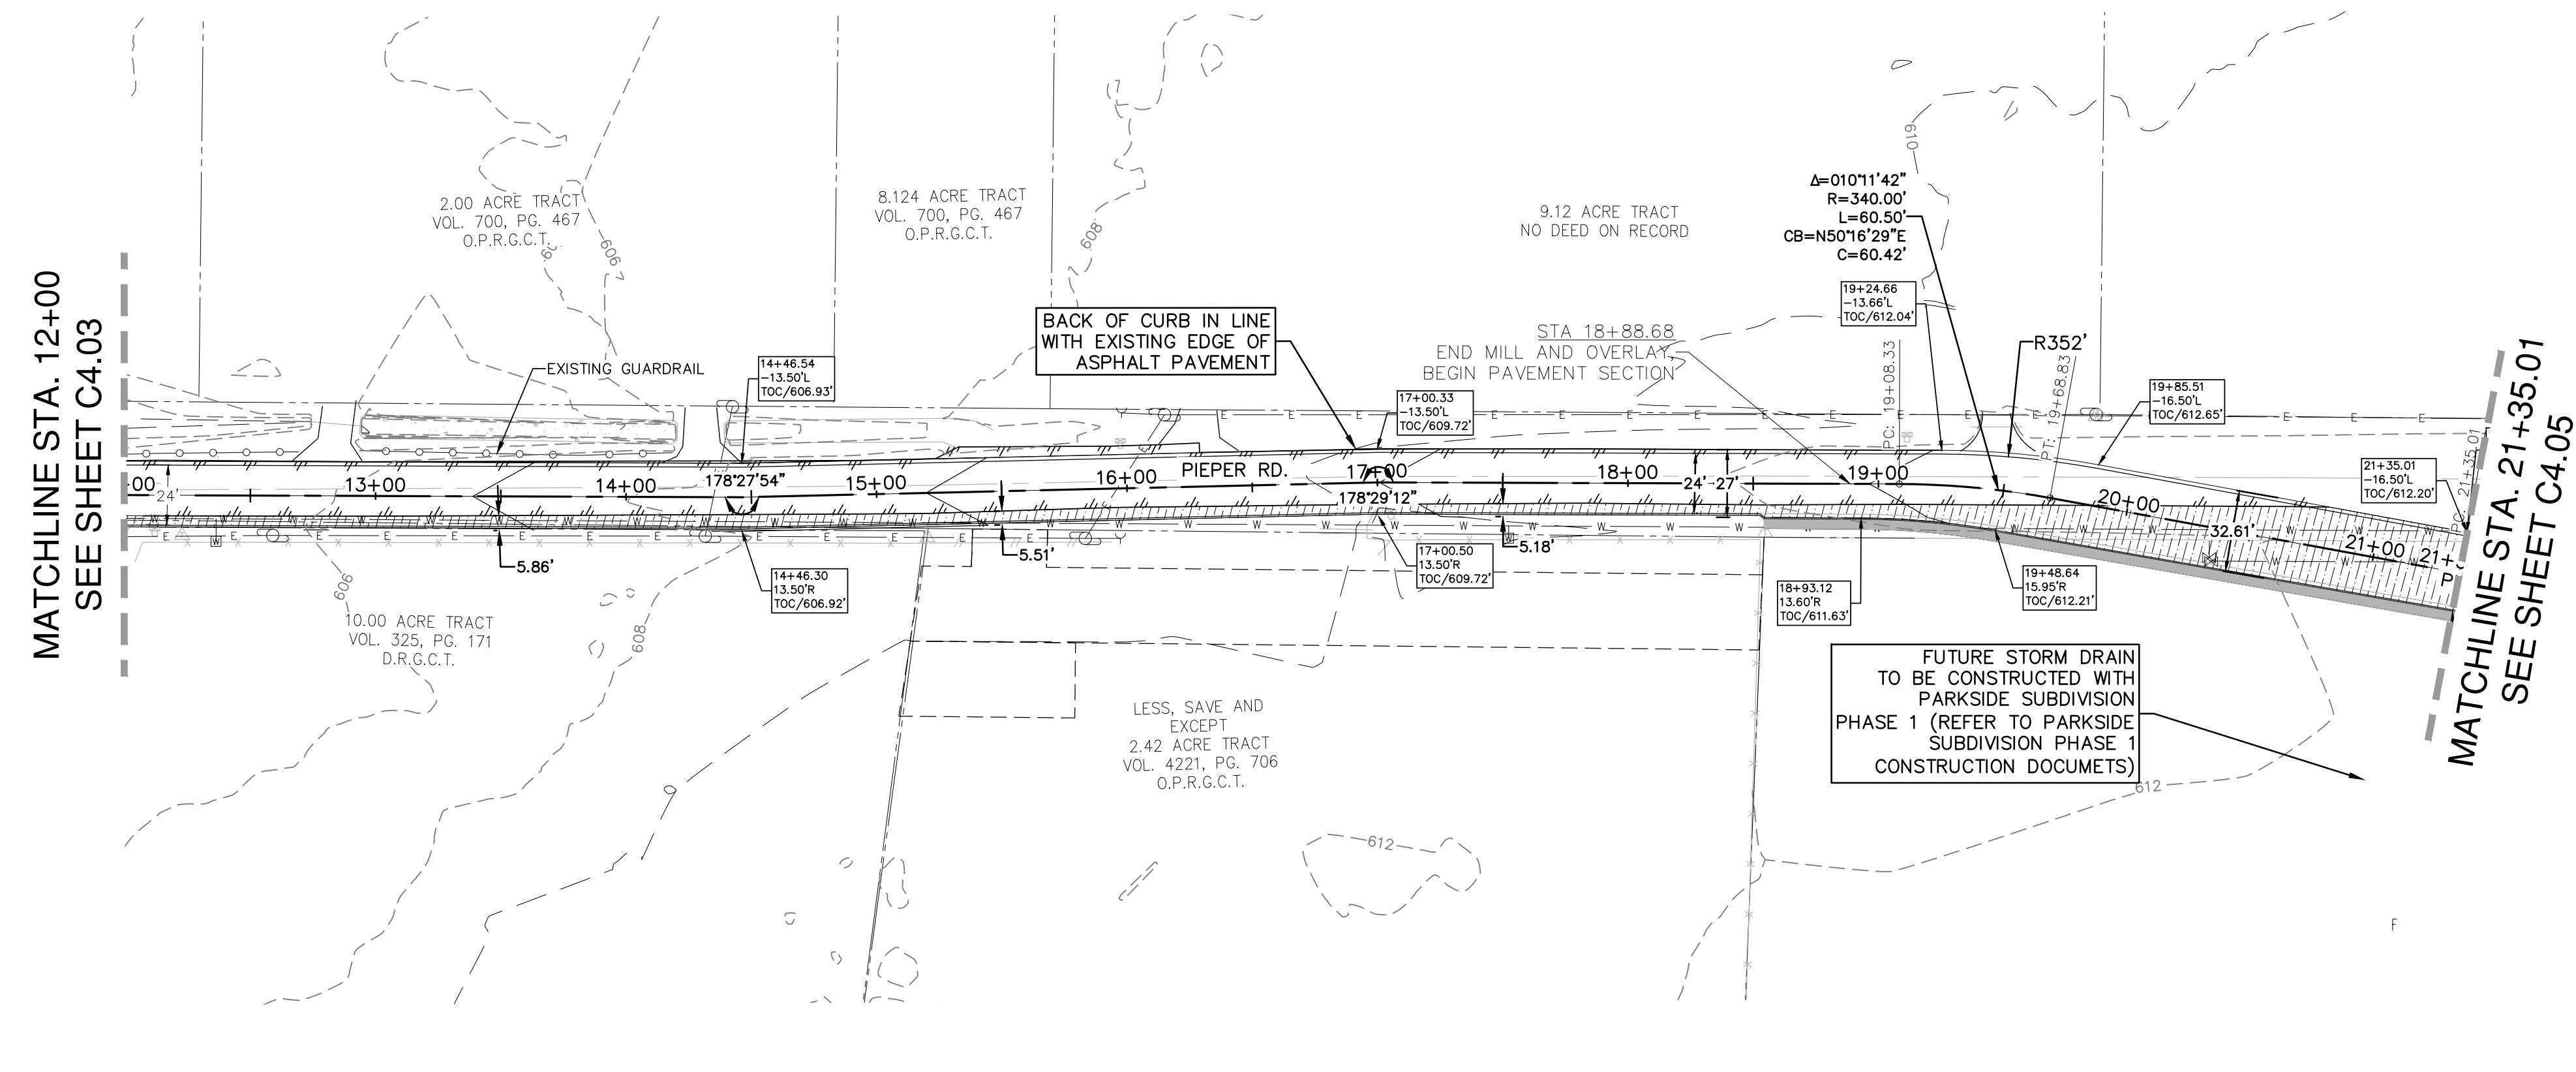 MATCHLINE STA. 12+00
SEE SHEET C4.03
2.00 ACRE TRACT
VOL. 700, PG. 467
O.P.R.G.C.T.
606
8.124 ACRE TRACT
VOL. 700, PG. 467
O.P.R.G.C.T.
608
9.12 ACRE TRACT
NO DEED ON RECORD
610
Δ=010°11'42"
R=340.00'
L=60.50'
CB=N50°16'29"E
C=60.42'
BACK OF CURB IN LINE
WITH EXISTING EDGE OF
ASPHALT PAVEMENT
STA 18+88.68
END MILL AND OVERLAY,
BEGIN PAVEMENT SECTION
19+24.66
-13.66'L
TOC/612.04'
R352'
PC: 19+08.33
PT: 19+68.83
EXISTING GUARDRAIL
14+46.54
-13.50'L
TOC/606.93'
17+00.33
-13.50'L
TOC/609.72'
19+85.51
-16.50'L
TOC/612.65'
21+35.01
-16.50'L
TOC/612.20'
PC: 21+35.01
MATCHLINE STA. 21+35.01
SEE SHEET C4.05
PIEPER RD.
00
13+00
14+00
15+00
16+00
17+00
18+00
19+00
20+00
21+00
21+
P
24'
178°27'54"
178°29'12"
24'
27'
32.61'
5.86'
5.51'
5.18'
14+46.30
13.50'R
TOC/606.92'
17+00.50
13.50'R
TOC/609.72'
18+93.12
13.60'R
TOC/611.63'
19+48.64
15.95'R
TOC/612.21'
606
10.00 ACRE TRACT
VOL. 325, PG. 171
D.R.G.C.T.
608
LESS, SAVE AND
EXCEPT
2.42 ACRE TRACT
VOL. 4221, PG. 706
O.P.R.G.C.T.
FUTURE STORM DRAIN
TO BE CONSTRUCTED WITH
PARKSIDE SUBDIVISION
PHASE 1 (REFER TO PARKSIDE
SUBDIVISION PHASE 1
CONSTRUCTION DOCUMETS)
612
612
F